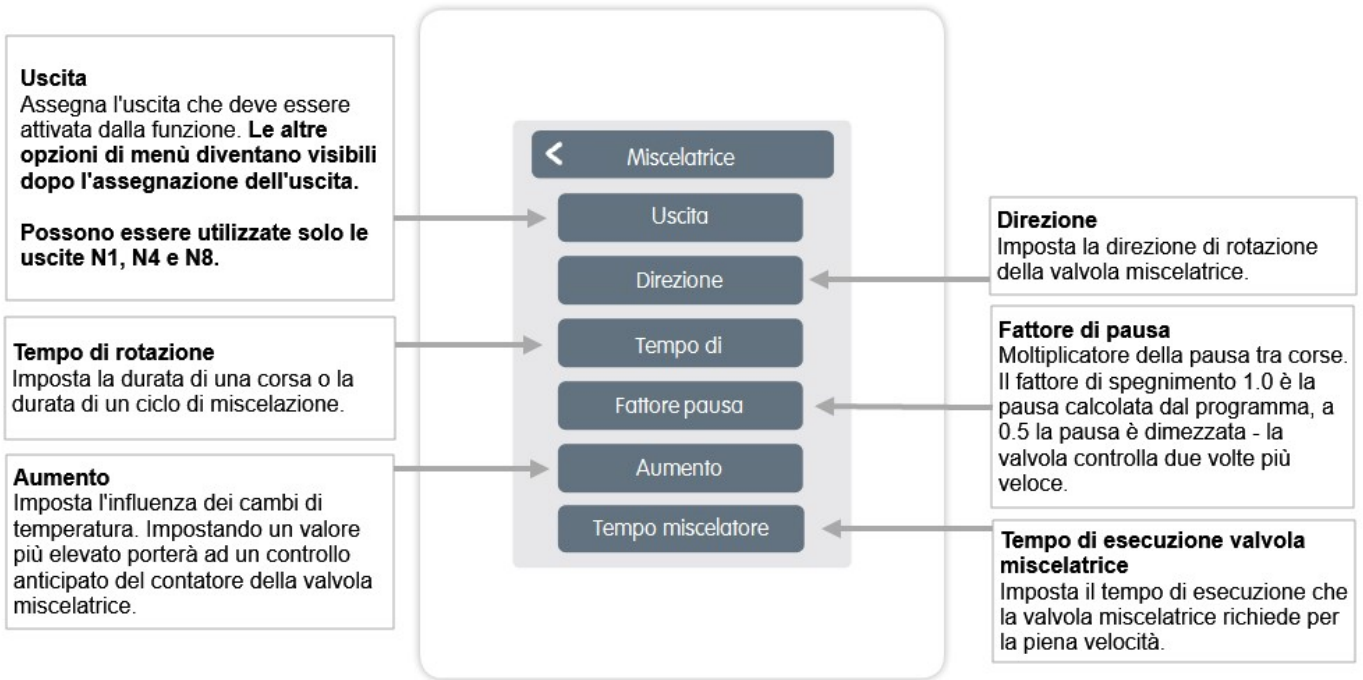 Uscita
Assegna l'uscita che deve essere
attivata dalla funzione. Le altre
opzioni di menù diventano visibili
dopo l'assegnazione dell'uscita.
Possono essere utilizzate solo le
uscite N1, N4 e N8.
Tempo di rotazione
Imposta la durata di una corsa o la
durata di un ciclo di miscelazione.
Aumento
Imposta l'influenza dei cambi di
temperatura. Impostando un valore
più elevato porterà ad un controllo
anticipato del contatore della valvola
miscelatrice.
Miscelatrice
Uscita
Direzione
Tempo di
Fattore pausa
Aumento
Tempo miscelatore
Direzione
Imposta la direzione di rotazione
della valvola miscelatrice.
Fattore di pausa
Moltiplicatore della pausa tra corse.
Il fattore di spegnimento 1.0 è la
pausa calcolata dal programma, a
0.5 la pausa è dimezzata - la
valvola controlla due volte più
veloce.
Tempo di esecuzione valvola
miscelatrice
Imposta il tempo di esecuzione che
la valvola miscelatrice richiede per
la piena velocità.